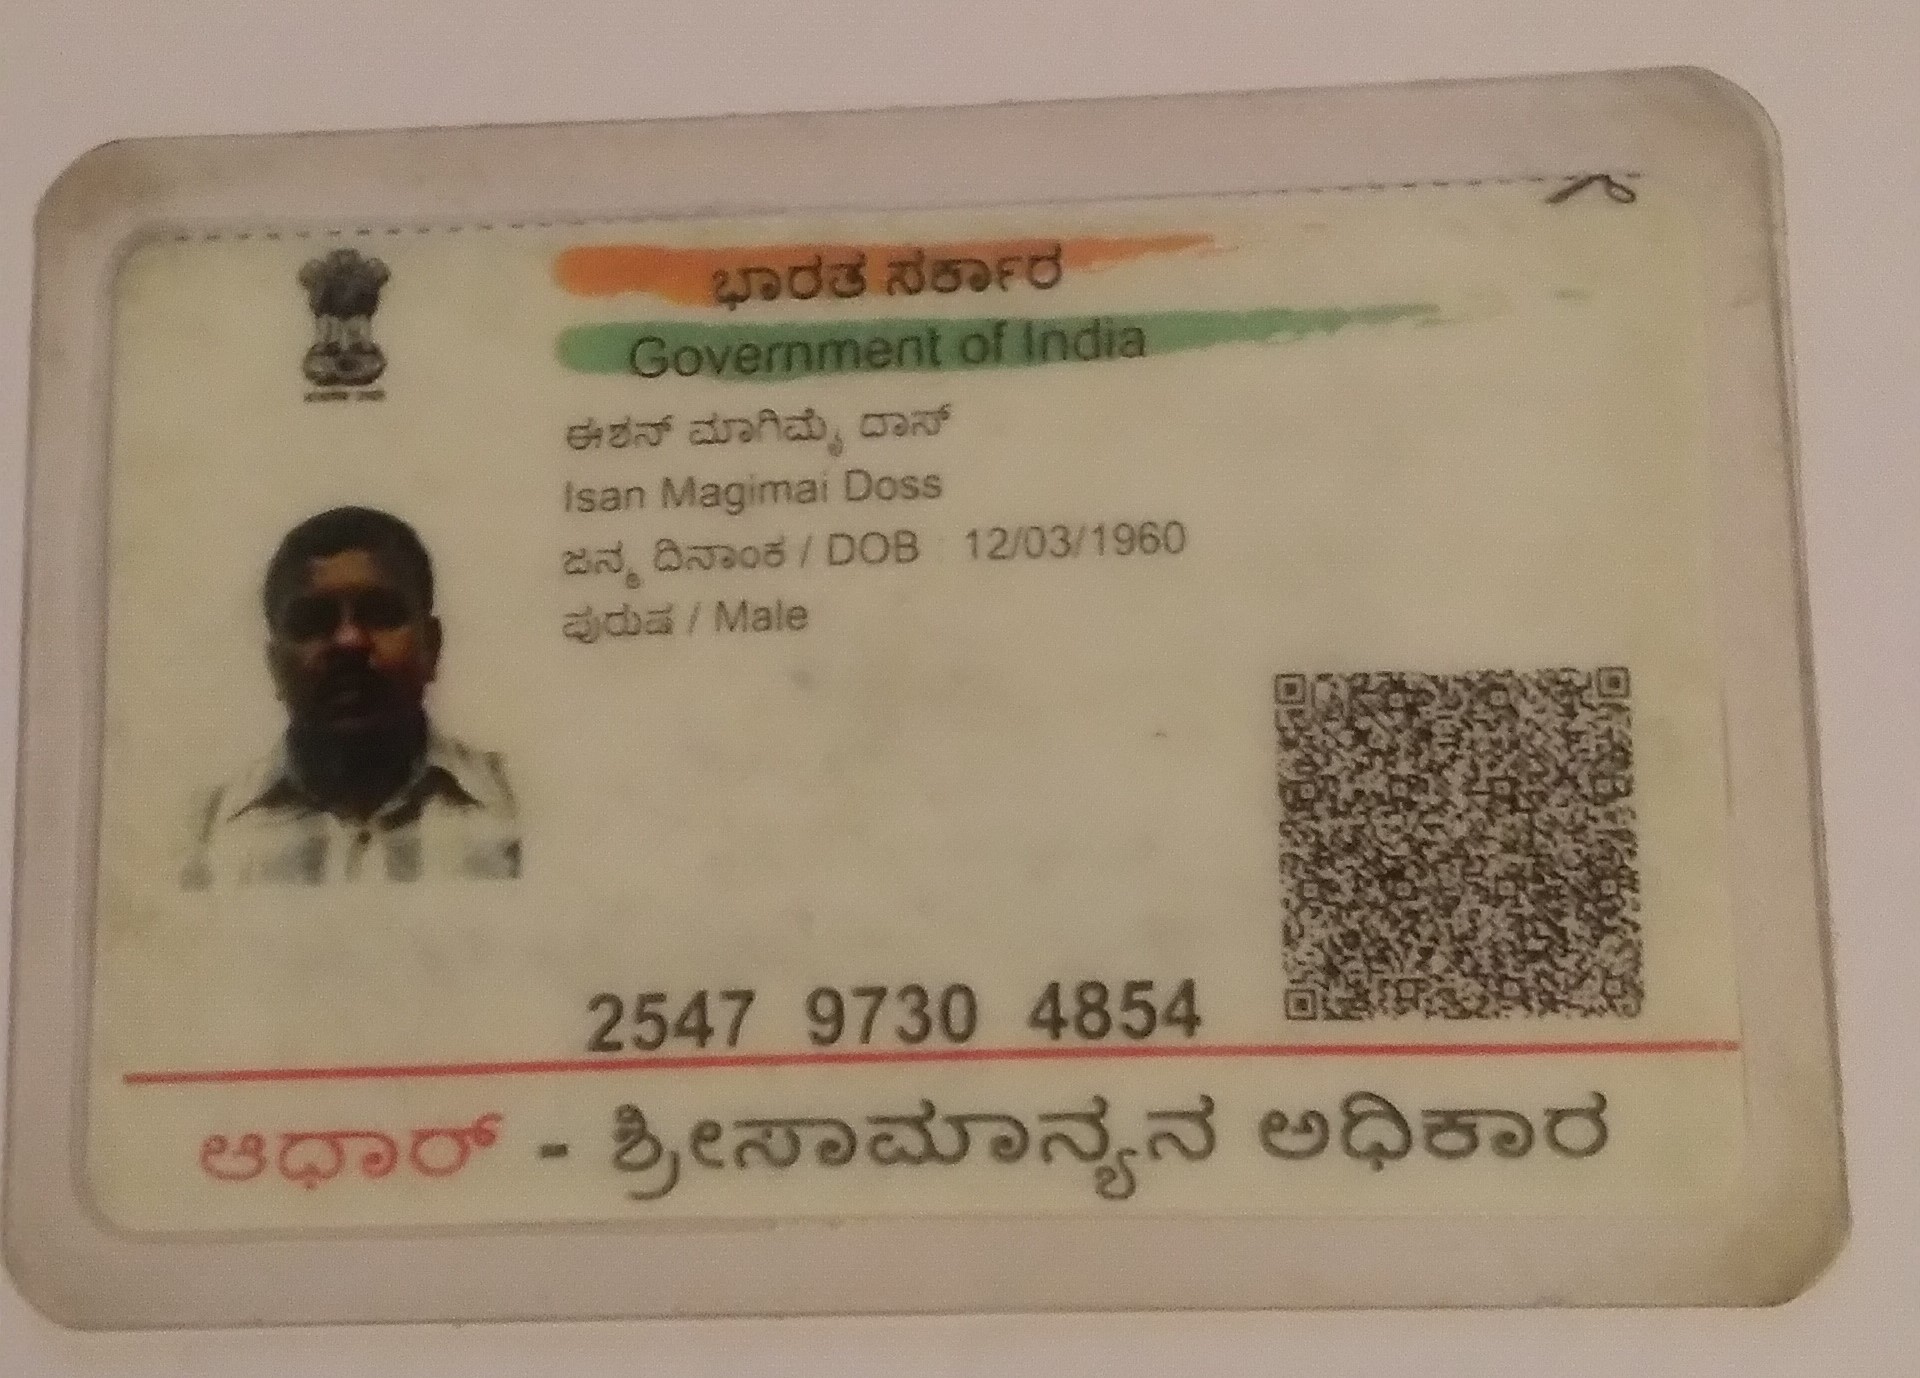 ಭಾರತ ಸರ್ಕಾರ
Government of India
ಈಶನ್ ಮಾಗಿಮೈ ದಾಸ್
Isan Magimai Doss
ಜನ್ಮ ದಿನಾಂಕ / DOB : 12/03/1960
ಪುರುಷ / Male
2547 9730 4854
ಆಧಾರ್ - ಶ್ರೀಸಾಮಾನ್ಯನ ಅಧಿಕಾರ